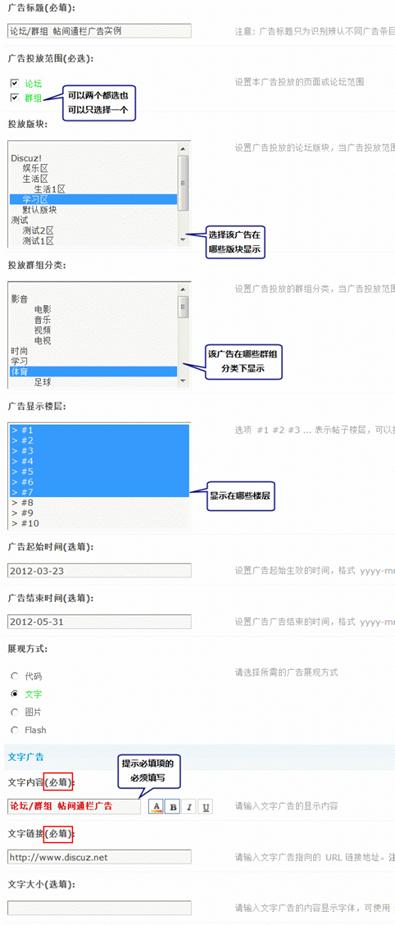 广告标题(必填):
论坛/群组 帖间通栏广告实例
注意: 广告标题只为识别辨认不同广告条目
广告投放范围(必选):
论坛
设置本广告投放的页面或论坛范围
群组
可以两个都选也
可以只选择一个
投放版块:
设置广告投放的论坛版块，当广告投放范围
Discuz!
娱乐区
生活区
生活1区
学习区
默认版块
测试
测试2区
测试1区
选择该广告在
哪些版块显示
投放群组分类:
设置广告投放的群组分类，当广告投放范围
影音
电影
音乐
视频
电视
时尚
学习
体育
足球
该广告在哪些群组
分类下显示
广告显示楼层:
选项 #1 #2 #3 ... 表示帖子楼层，可以
> #1
> #2
> #3
> #4
> #5
> #6
> #7
> #8
> #9
> #10
显示在哪些楼层
广告起始时间(选填):
2012-03-23
设置广告起始生效的时间，格式 yyyy-m
广告结束时间(选填):
2012-05-31
设置广告广告结束的时间，格式 yyyy-m
展现方式:
请选择所需的广告展现方式
代码
文字
图片
Flash
文字广告
提示必填项的
必须填写
文字内容(必填):
论坛/群组 帖间通栏广告
A B I U
请输入文字广告的显示内容
文字链接(必填):
http://www.discuz.net
请输入文字广告指向的 URL 链接地址。注
文字大小(选填):
请输入文字广告的内容显示字体，可使用